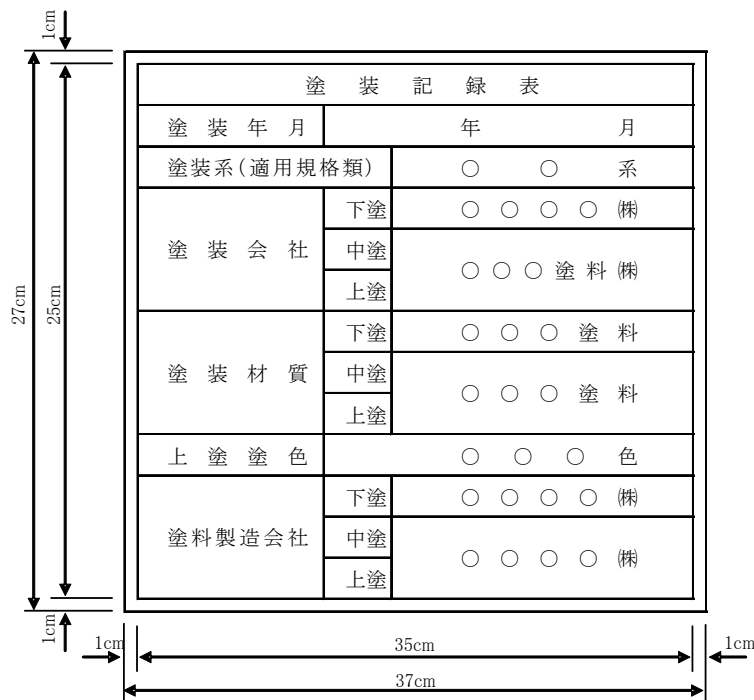 1cm
塗装記録表
塗装年月 年 月
塗装系(適用規格類) ○ ○ 系
塗装会社 下塗 ○○○○㈱
中塗 ○○○塗料㈱
上塗
塗装材質 下塗 ○○○塗料
中塗 ○○○塗料
上塗
上塗塗色 ○○○色
塗料製造会社 下塗 ○○○○㈱
中塗 ○○○○㈱
上塗
27cm
25cm
1cm
1cm
35cm
1cm
37cm